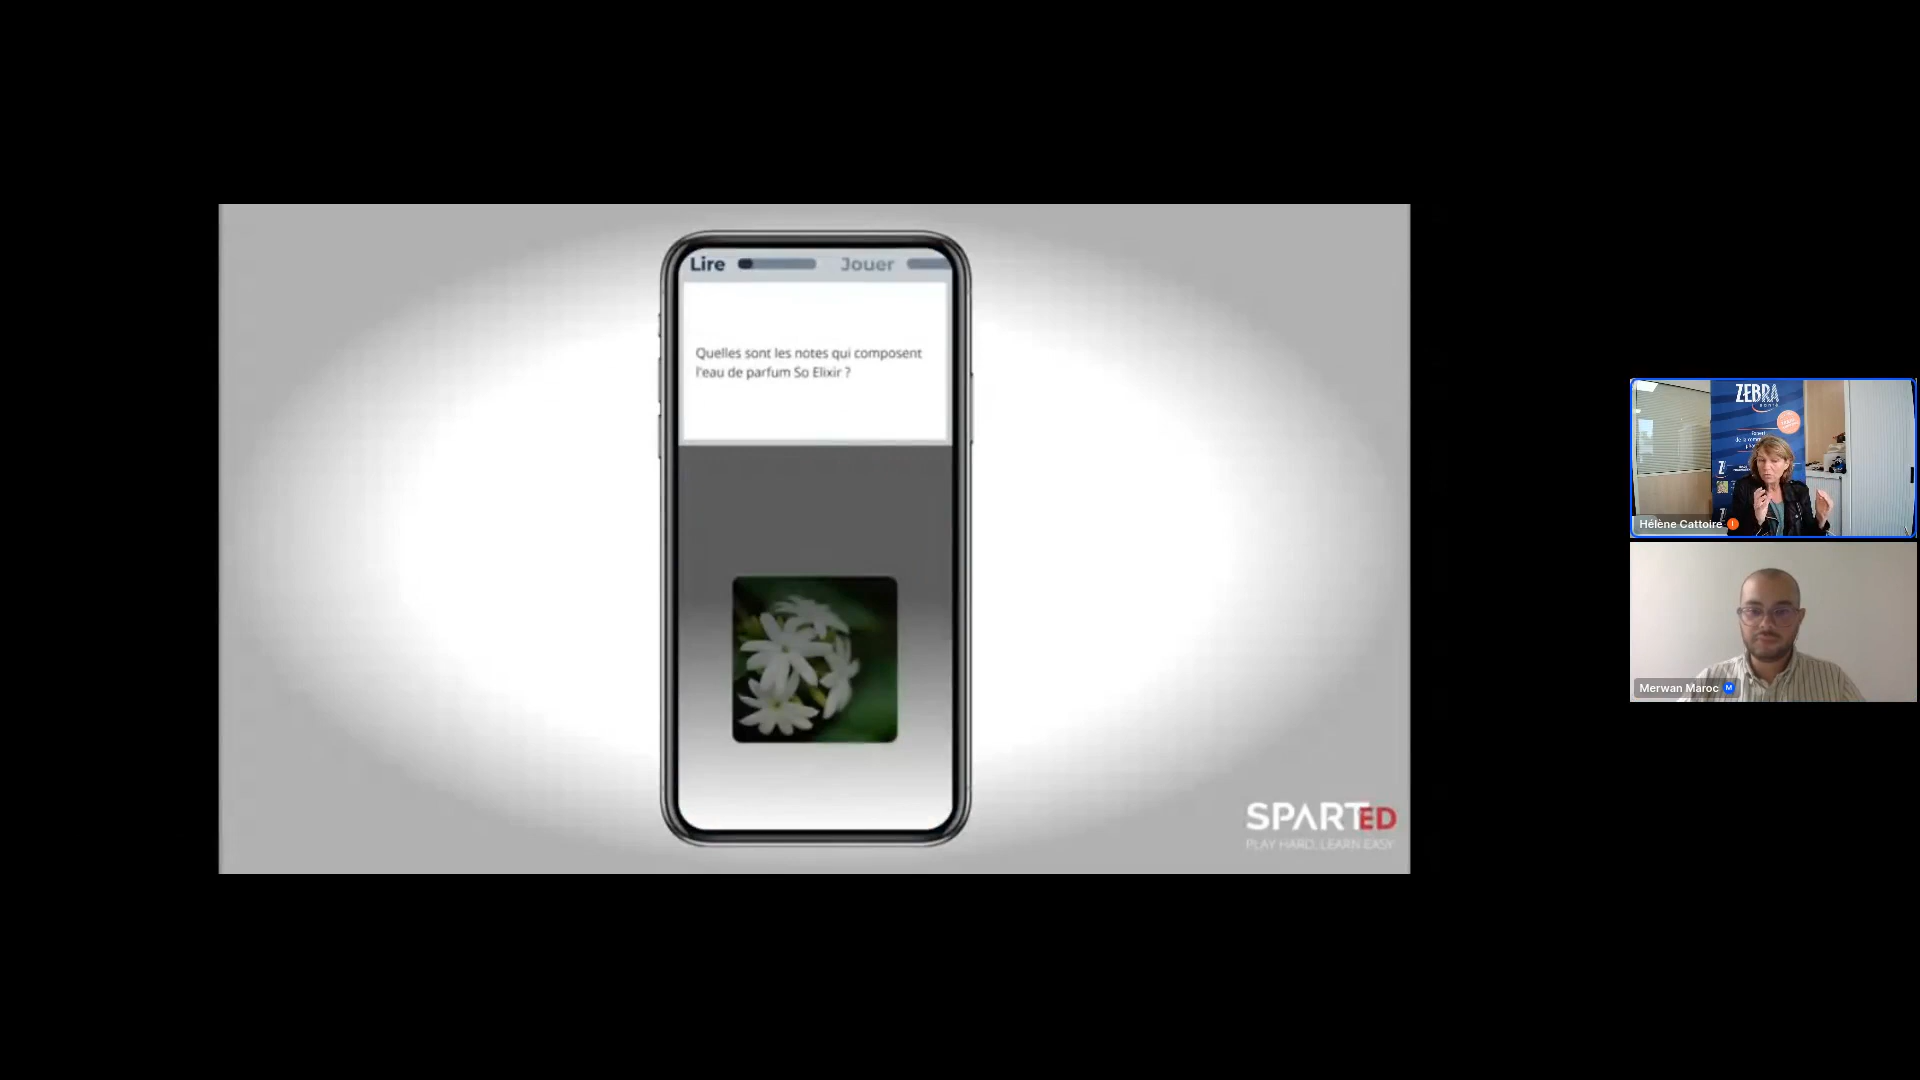 Lire Jouer
Quelles sont les notes qui composent
l'eau de parfum So Elixir ?
SPARTED
PLAY HARD. LEARN EASY
ZEBRA
Hélène Cattoire
Merwan Maroc M